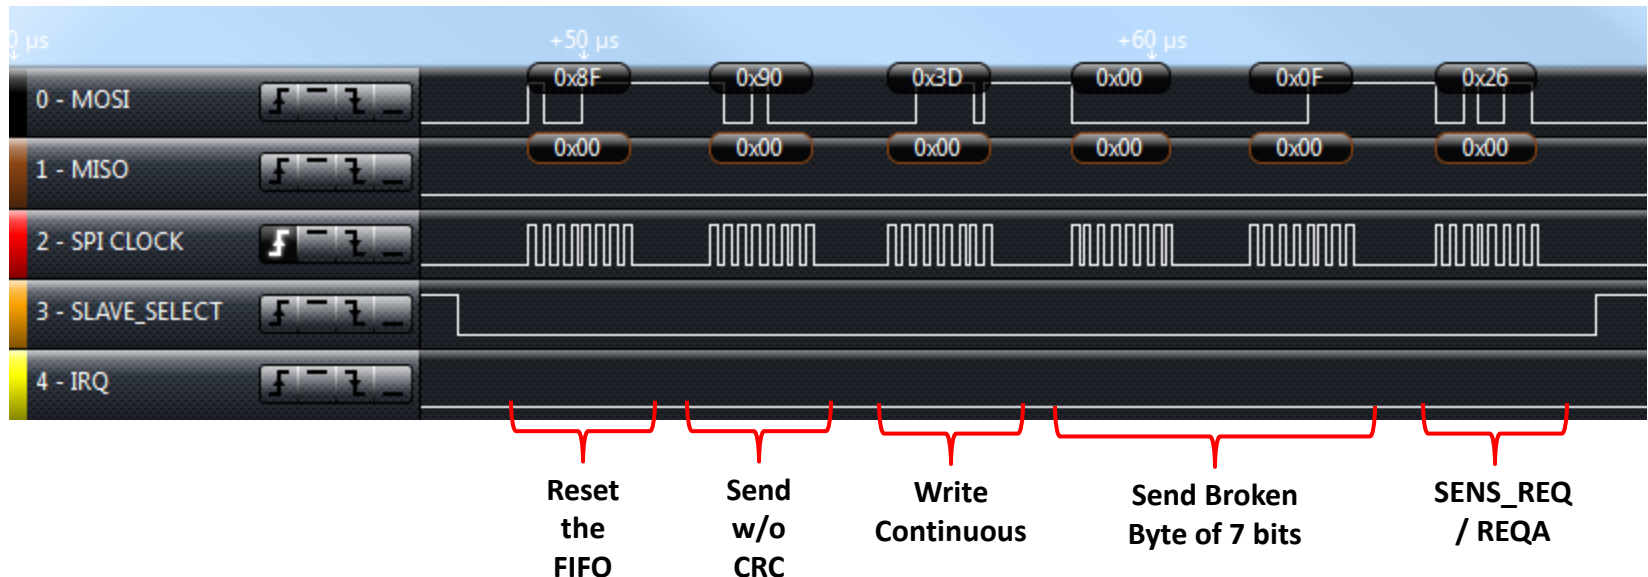 0 µs +50 µs +60 µs
0 - MOSI 0x8F 0x90 0x3D 0x00 0x0F 0x26
1 - MISO 0x00 0x00 0x00 0x00 0x00 0x00
2 - SPI CLOCK
3 - SLAVE_SELECT
4 - IRQ
Reset
the
FIFO
Send
w/o
CRC
Write
Continuous
Send Broken
Byte of 7 bits
SENS_REQ
/ REQA